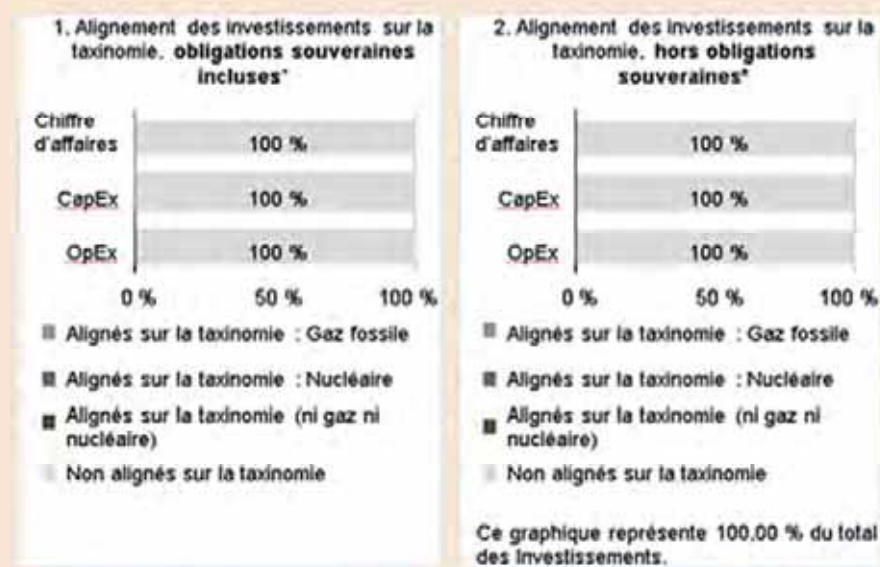 1. Alignement des investissements sur la
taxinomie, obligations souveraines
incluses*
Chiffre
d'affaires
100 %
CapEx
100 %
OpEx
100 %
0 % 50 % 100 %
Alignés sur la taxinomie : Gaz fossile
Alignés sur la taxinomie : Nucléaire
Alignés sur la taxinomie (ni gaz ni
nucléaire)
Non alignés sur la taxinomie
2. Alignement des investissements sur la
taxinomie, hors obligations
souveraines*
Chiffre
d'affaires
100 %
CapEx
100 %
OpEx
100 %
0 % 50 % 100 %
Alignés sur la taxinomie : Gaz fossile
Alignés sur la taxinomie : Nucléaire
Alignés sur la taxinomie (ni gaz ni
nucléaire)
Non alignés sur la taxinomie
Ce graphique représente 100.00 % du total
des Investissements.